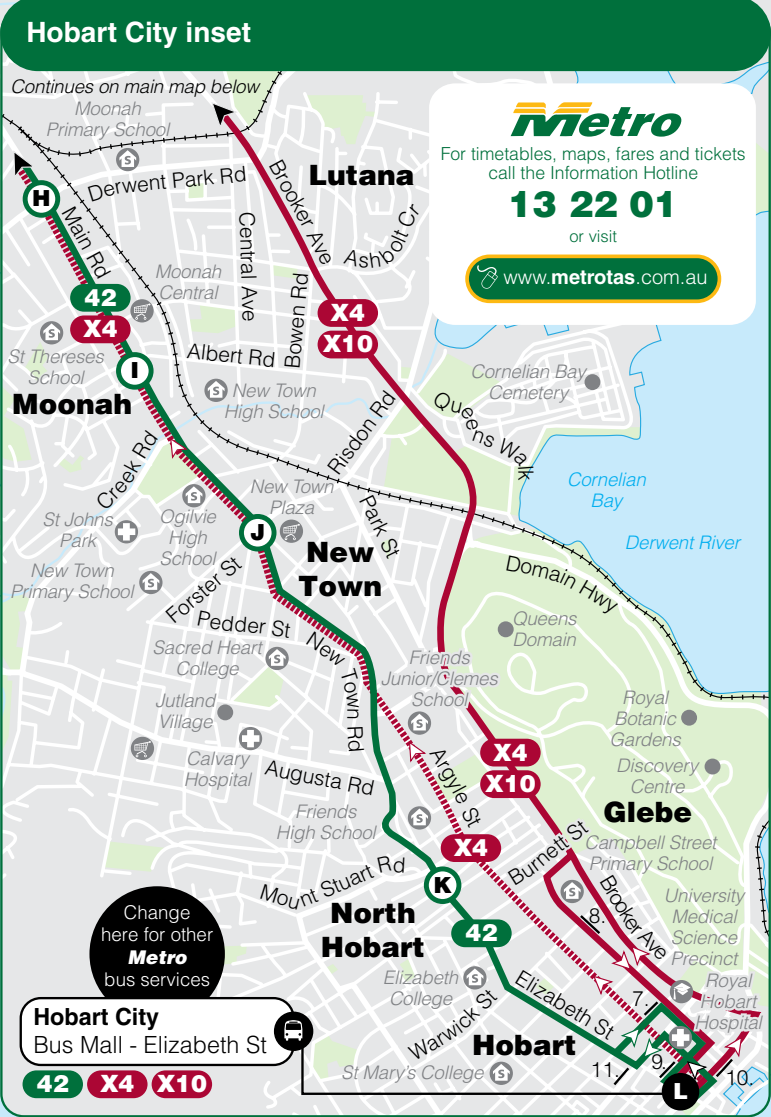 Hobart City inset
Continues on main map below
Moonah
Primary School
Metro
For timetables, maps, fares and tickets
call the Information Hotline
13 22 01
or visit
www.metrotas.com.au
H
Derwent Park Rd
Main Rd
Brooker Ave
Lutana
Ashbolt Cr
Central Ave
Bowen Rd
Moonah
Central
42
X4
X4
X10
St Thereses
School
I
Albert Rd
Moonah
New Town
High School
Cornelian Bay
Cemetery
Queens Walk
Risdon Rd
Creek Rd
Cornelian
Bay
Derwent River
St Johns
Park
Ogilvie
High
School
New Town
Plaza
Park St
J
New
Town
New Town
Primary School
Forster St
Domain Hwy
Pedder St
Queens
Domain
Sacred Heart
College
New Town Rd
Friends
Junior/Clemes
School
Jutland
Village
Royal
Botanic
Gardens
Calvary
Hospital
Augusta Rd
Argyle St
X4
X10
Discovery
Centre
Glebe
Friends
High School
X4
Burnett St
Campbell Street
Primary School
Mount Stuart Rd
K
North
Hobart
Brooker Ave
University
Medical
Science
Precinct
8.
42
Change
here for other
Metro
bus services
Elizabeth
College
Elizabeth St
7.
Royal
Hobart
Hospital
Warwick St
Hobart City
Bus Mall - Elizabeth St
Hobart
St Mary's College
11.
9.
10.
L
42
X4
X10